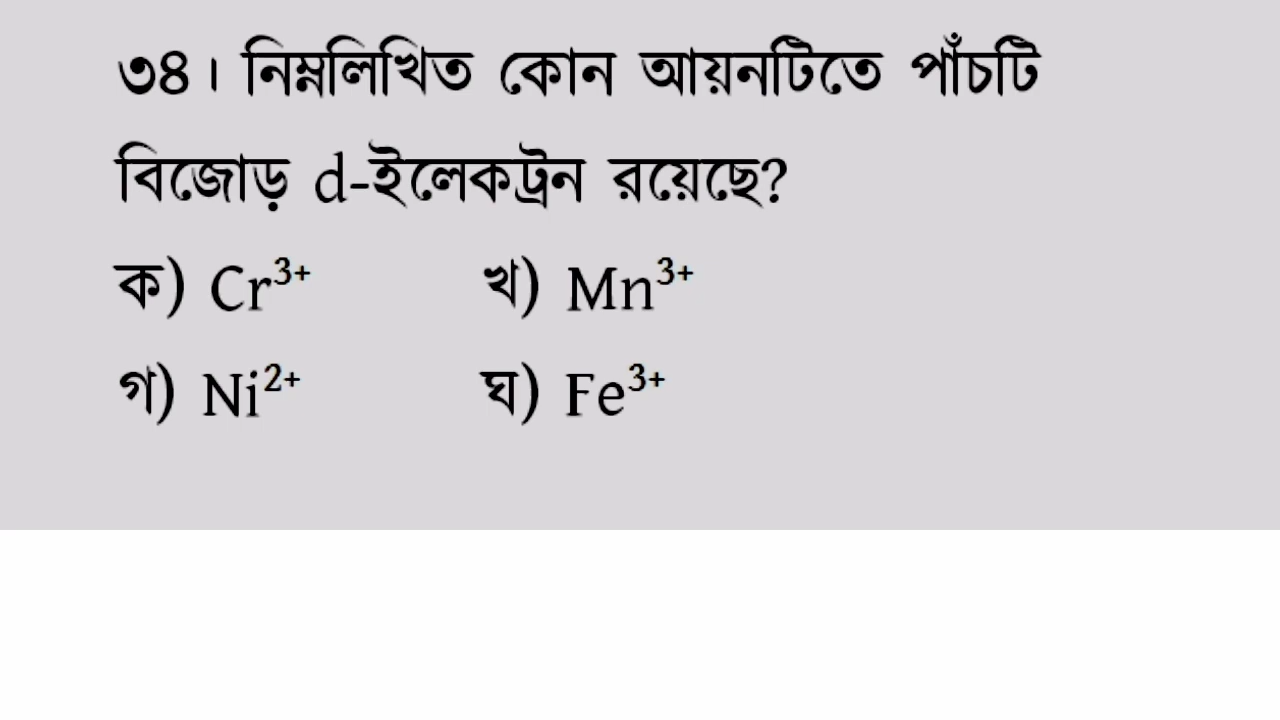 ৩৪। নিম্নলিখিত কোন আয়নটিতে পাঁচটি
বিজোড় d-ইলেকট্রন রয়েছে?
ক) Cr³⁺ খ) Mn³⁺
গ) Ni²⁺ ঘ) Fe³⁺